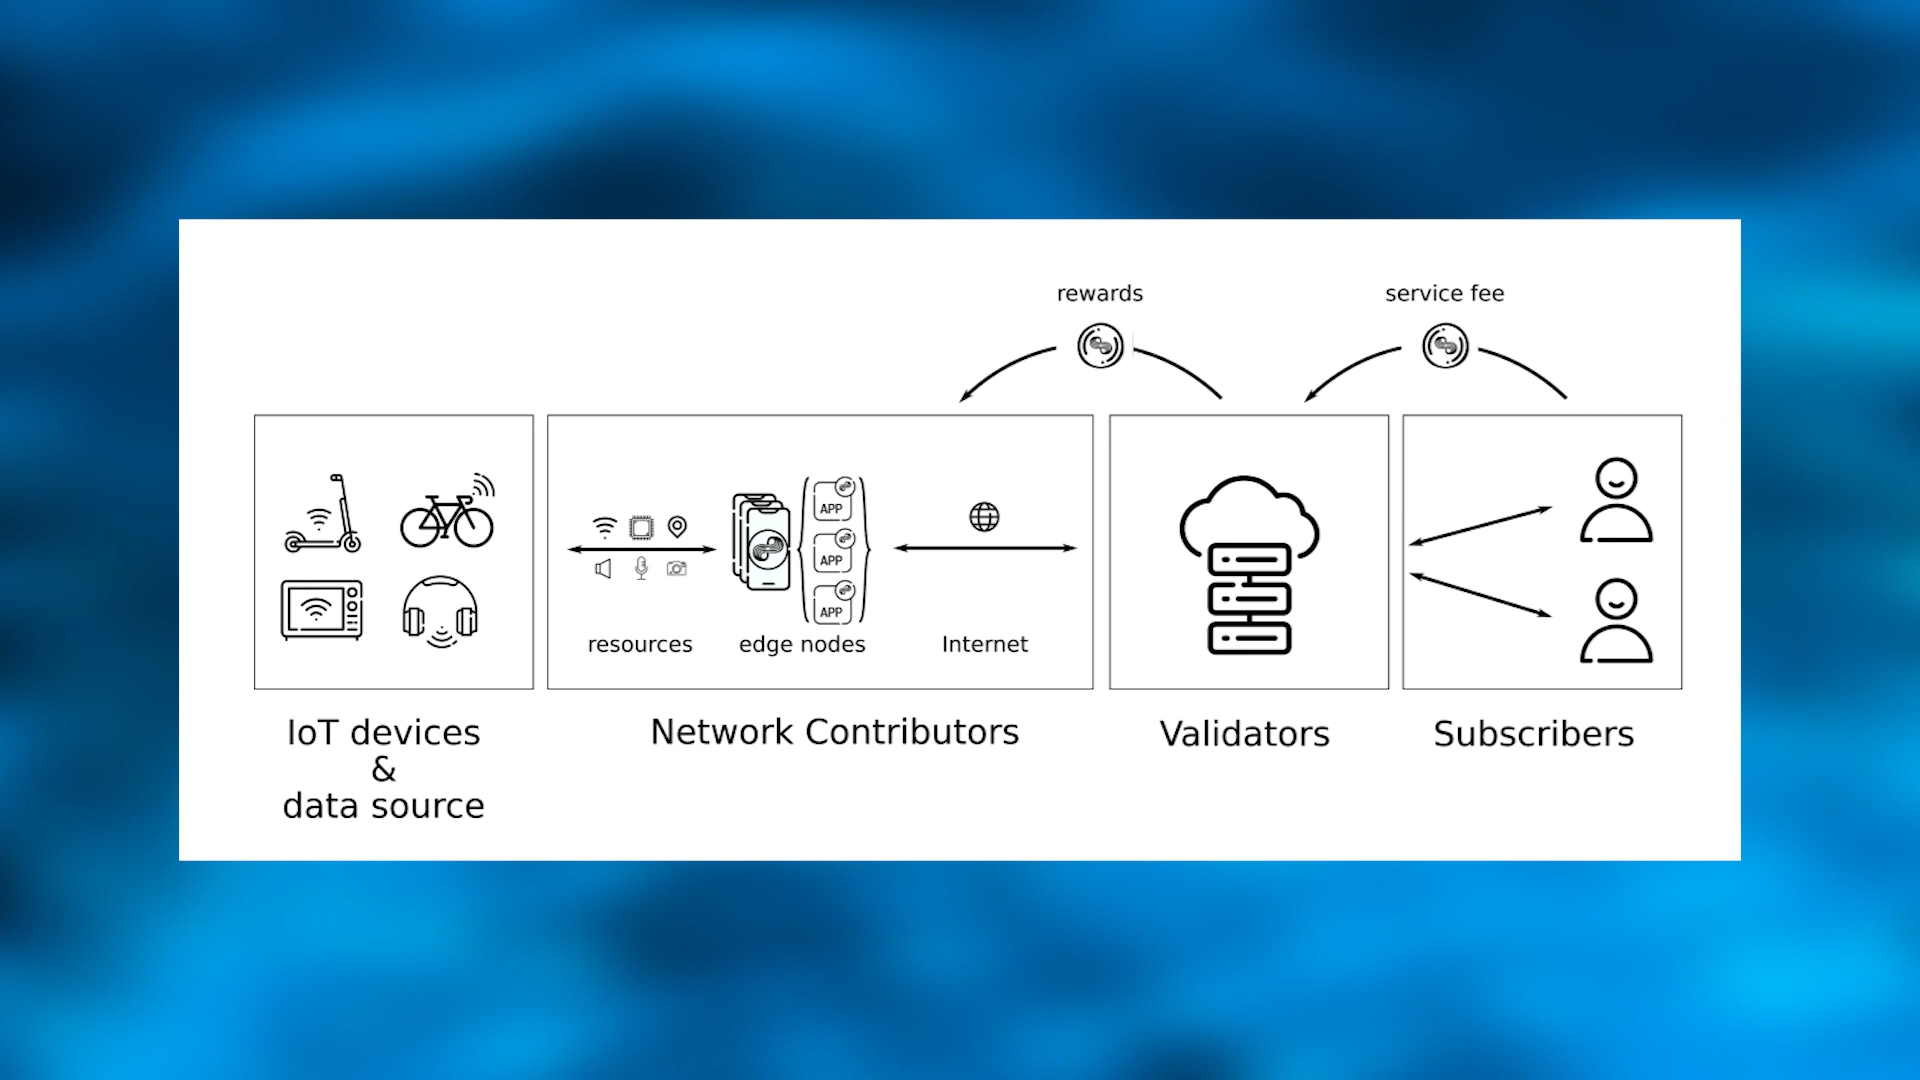 rewards
service fee
APP
APP
APP
resources
edge nodes
Internet
IoT devices
&
data source
Network Contributors
Validators
Subscribers